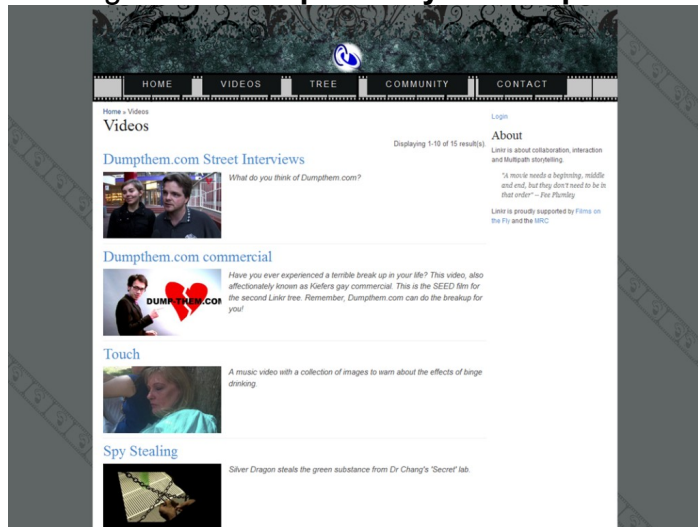 HOME VIDEOS TREE COMMUNITY CONTACT
Home » Videos
Videos
Displaying 1-10 of 15 result(s).
Dumpthem.com Street Interviews
What do you think of Dumpthem.com?
Dumpthem.com commercial
DUMP-THEM.COM
Have you ever experienced a terrible break up in your life? This video, also
affectionately known as Kiefers gay commercial. This is the SEED film for
the second Linkr tree. Remember, Dumpthem.com can do the breakup for
you!
Touch
A music video with a collection of images to warn about the effects of binge
drinking.
Spy Stealing
Silver Dragon steals the green substance from Dr Chang's 'Secret' lab.
Login
About
Linkr is about collaboration, interaction
and Multipath storytelling.
"A movie needs a beginning, middle
and end, but they don't need to be in
that order" – Fee Plumley
Linkr is proudly supported by Films on
the Fly and the MRC